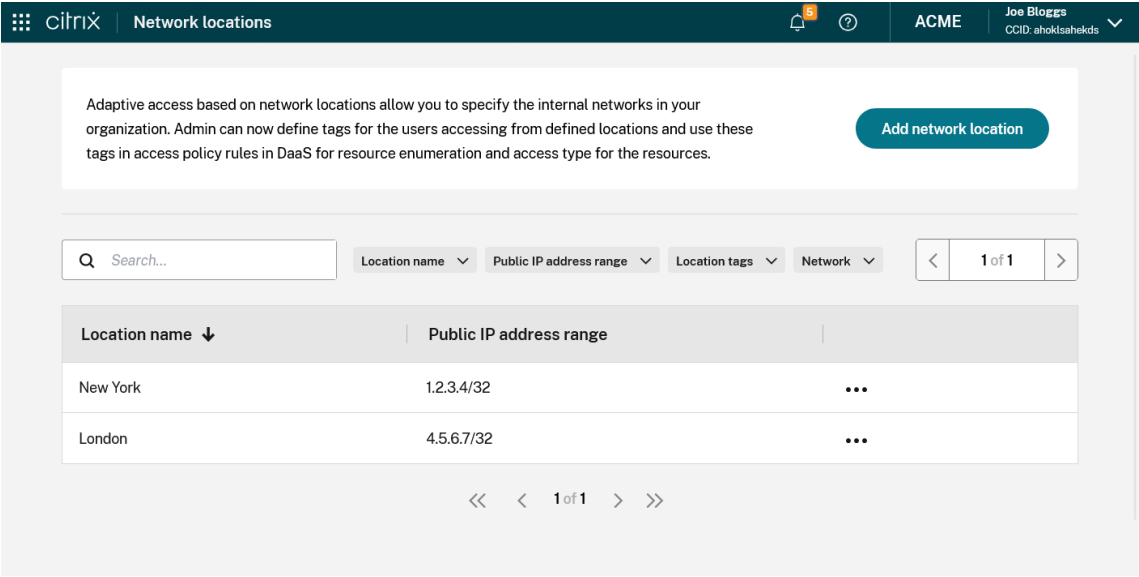 citrix Network locations 5 ACME Joe Bloggs
CCID: ahoklsahekds
Adaptive access based on network locations allow you to specify the internal networks in your
organization. Admin can now define tags for the users accessing from defined locations and use these
tags in access policy rules in DaaS for resource enumeration and access type for the resources.
Add network location
Search...
Location name Public IP address range Location tags Network 1 of 1
Location name Public IP address range
New York 1.2.3.4/32
London 4.5.6.7/32
1 of 1